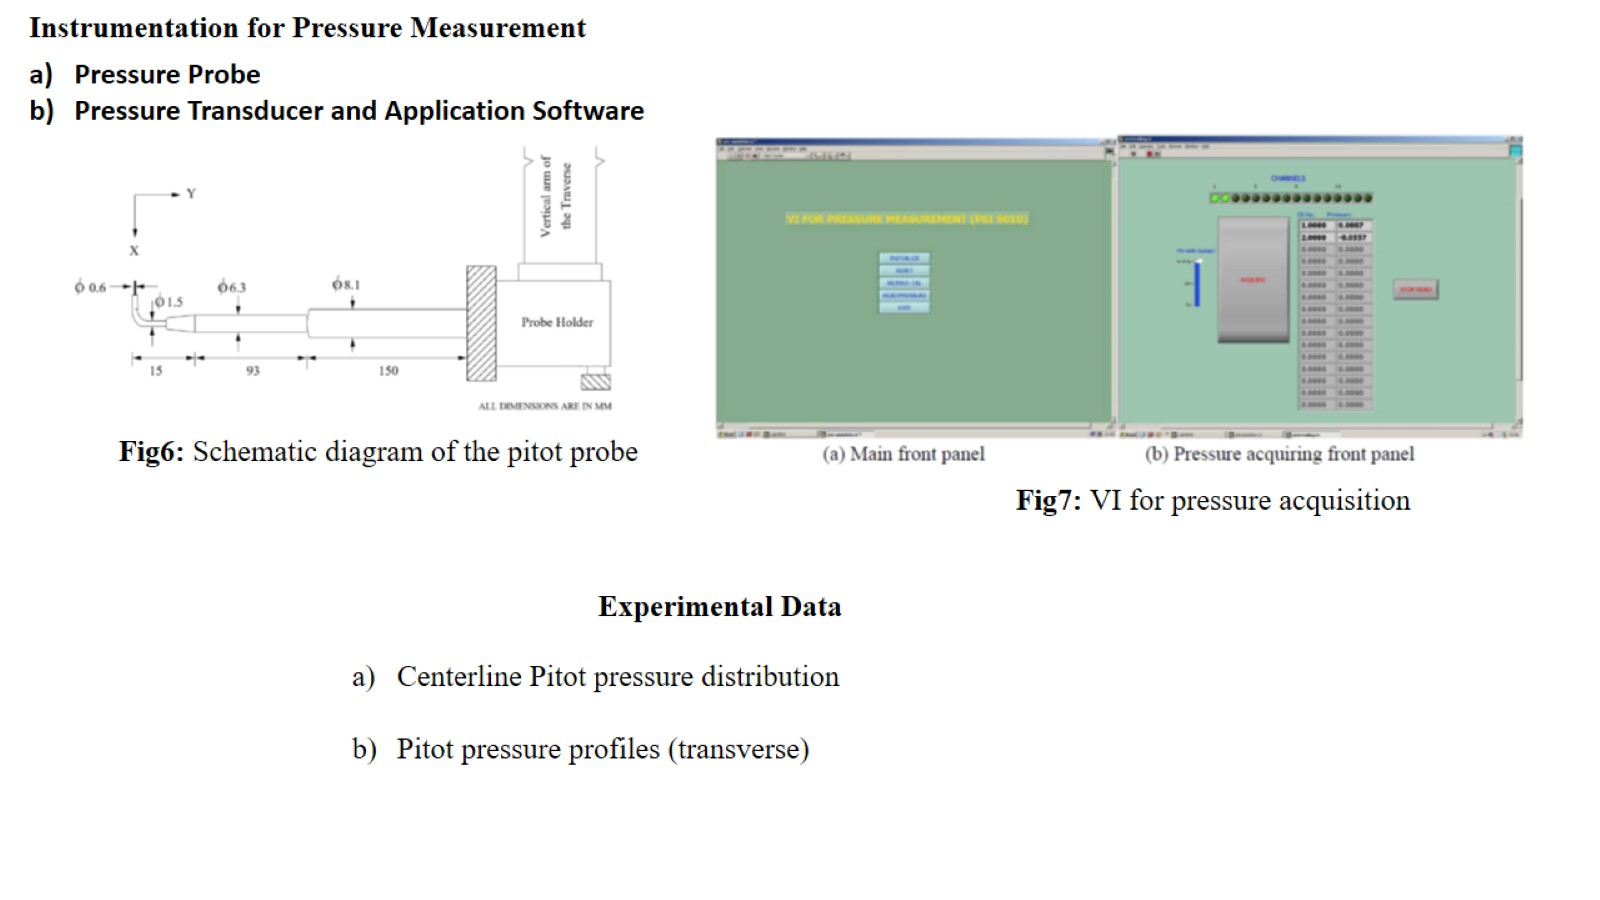 Instrumentation for Pressure Measurement
a) Pressure Probe
b) Pressure Transducer and Application Software
Vertical arm of
the Traverse
Y
X
ϕ 0.6
ϕ1.5
ϕ6.3
ϕ8.1
Probe Holder
15
93
150
ALL DIMENSIONS ARE IN MM
Fig6: Schematic diagram of the pitot probe
VI FOR PRESSURE MEASUREMENT (PSI 9010)
CHANNELS
ACQUIRE
(a) Main front panel
(b) Pressure acquiring front panel
Fig7: VI for pressure acquisition
Experimental Data
a) Centerline Pitot pressure distribution
b) Pitot pressure profiles (transverse)